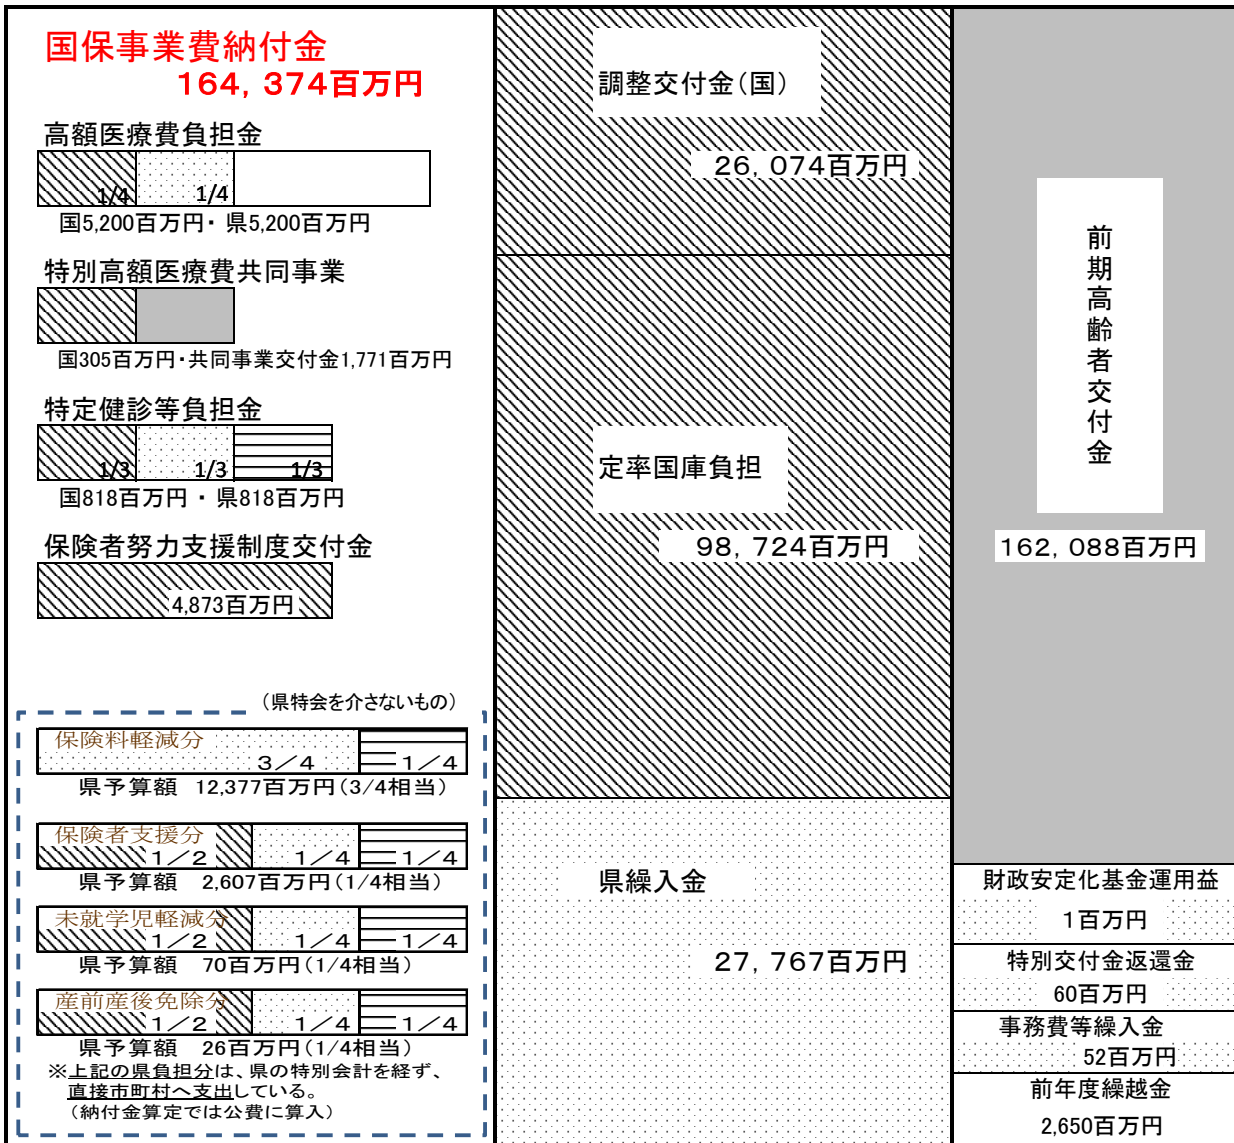 国保事業費納付金
164,374百万円
高額医療費負担金
1/4 1/4
国5,200百万円・県5,200百万円
特別高額医療費共同事業
国305百万円・共同事業交付金1,771百万円
特定健診等負担金
1/3 1/3 1/3
国818百万円・県818百万円
保険者努力支援制度交付金
4,873百万円
(県特会を介さないもの)
保険料軽減分
3/4 1/4
県予算額 12,377百万円(3/4相当)
保険者支援分
1/2 1/4 1/4
県予算額 2,607百万円(1/4相当)
未就学児軽減分
1/2 1/4 1/4
県予算額 70百万円(1/4相当)
産前産後免除分
1/2 1/4 1/4
県予算額 26百万円(1/4相当)
※上記の県負担分は、県の特別会計を経ず、
直接市町村へ支出している。
(納付金算定では公費に算入)
調整交付金(国)
26,074百万円
定率国庫負担
98,724百万円
県繰入金
27,767百万円
前期高齢者交付金
162,088百万円
財政安定化基金運用益
1百万円
特別交付金返還金
60百万円
事務費等繰入金
52百万円
前年度繰越金
2,650百万円